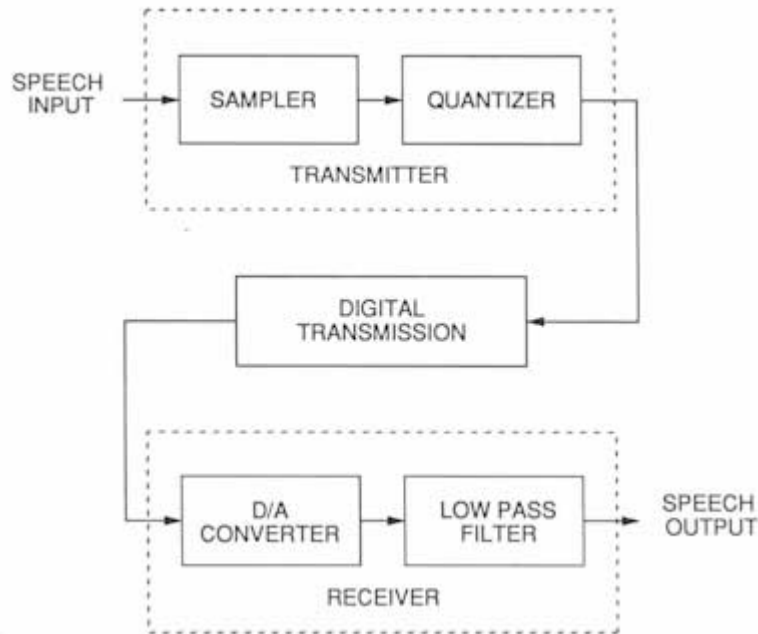 SPEECH
INPUT
SAMPLER
QUANTIZER
TRANSMITTER
DIGITAL
TRANSMISSION
D/A
CONVERTER
LOW PASS
FILTER
SPEECH
OUTPUT
RECEIVER